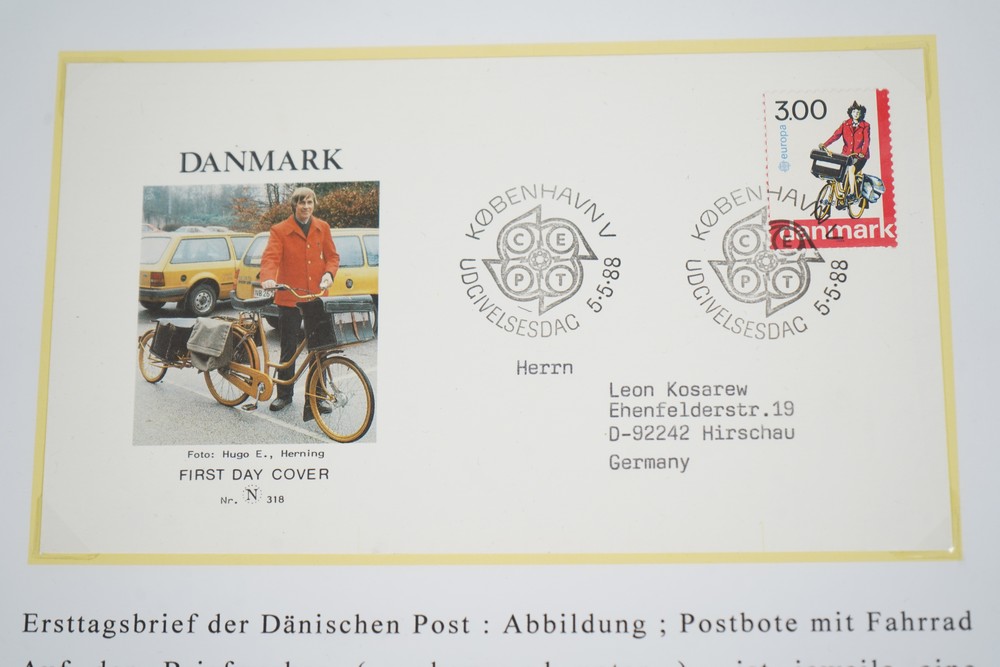 DANMARK
Foto: Hugo E., Herning
FIRST DAY COVER
Nr. N 318
KØBENHAVN V
CEPT
UDGIVELSESDAG 5.5.88
3.00
europa
danmark
KØBENHAVN V
CEPT
UDGIVELSESDAG 5.5.88
Herrn
Leon Kosarew
Ehenfelderstr.19
D-92242 Hirschau
Germany
Ersttagsbrief der Dänischen Post : Abbildung ; Postbote mit Fahrrad